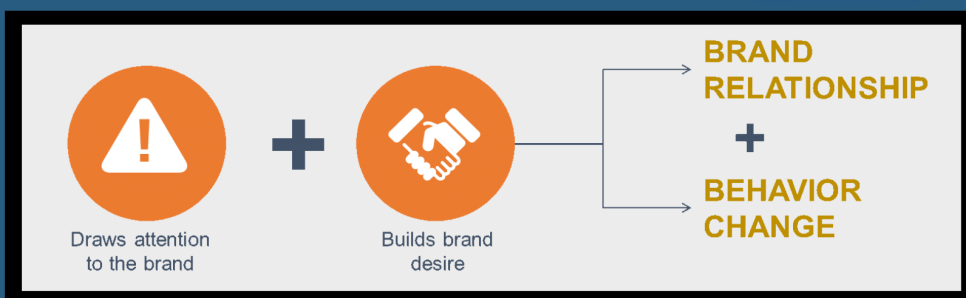 Draws attention
to the brand
+
Builds brand
desire
BRAND
RELATIONSHIP
+
BEHAVIOR
CHANGE